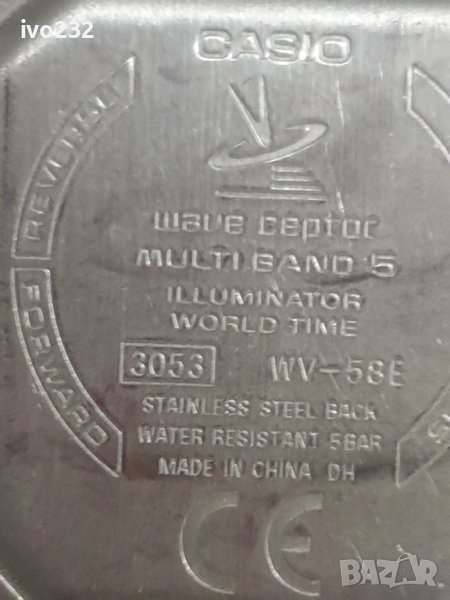 ivo232
CASIO
REVERSE
wave ceptor
MULTI BAND 5
ILLUMINATOR
WORLD TIME
FORWARD
3053 WV-58E
STAINLESS STEEL BACK
WATER RESISTANT 5BAR
MADE IN CHINA DH
CE
BAZAR